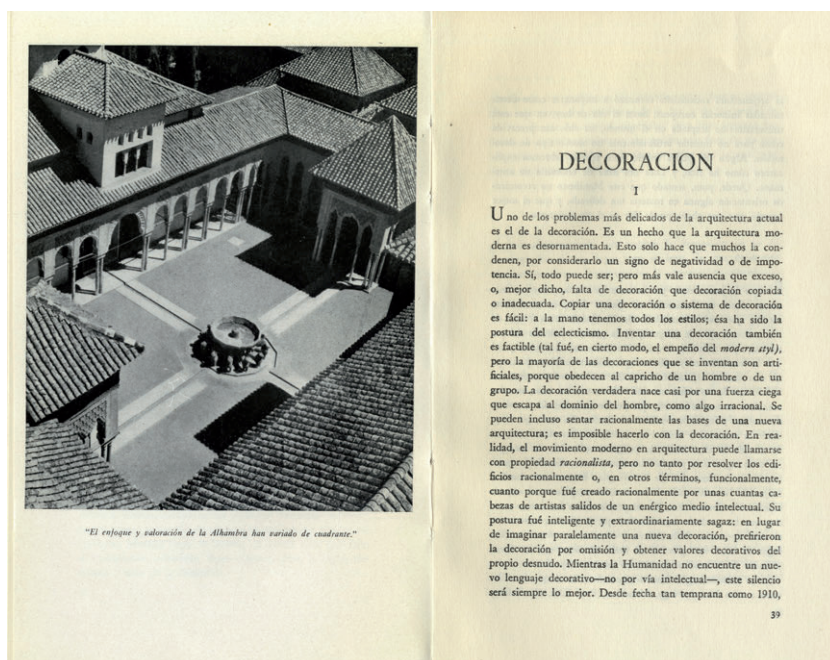 "El enfoque y valoración de la Alhambra han variado de cuadrante."
DECORACION
I
Uno de los problemas más delicados de la arquitectura actual
es el de la decoración. Es un hecho que la arquitectura mo-
derna es desornamentada. Esto solo hace que muchos la con-
denen, por considerarlo un signo de negatividad o de impo-
tencia. Sí, todo puede ser; pero más vale ausencia que exceso,
o, mejor dicho, falta de decoración que decoración copiada
o inadecuada. Copiar una decoración o sistema de decoración
es fácil: a la mano tenemos todos los estilos; ésa ha sido la
postura del eclecticismo. Inventar una decoración también
es factible (tal fué, en cierto modo, el empeño del modern styl),
pero la mayoría de las decoraciones que se inventan son arti-
ficiales, porque obedecen al capricho de un hombre o de un
grupo. La decoración verdadera nace casi por una fuerza ciega
que escapa al dominio del hombre, como algo irracional. Se
pueden incluso sentar racionalmente las bases de una nueva
arquitectura; es imposible hacerlo con la decoración. En rea-
lidad, el movimiento moderno en arquitectura puede llamarse
con propiedad racionalista, pero no tanto por resolver los edi-
ficios racionalmente o, en otros términos, funcionalmente,
cuanto porque fué creado racionalmente por unas cuantas ca-
bezas de artistas salidos de un enérgico medio intelectual. Su
postura fué inteligente y extraordinariamente sagaz: en lugar
de imaginar paralelamente una nueva decoración, prefirieron
la decoración por omisión y obtener valores decorativos del
propio desnudo. Mientras la Humanidad no encuentre un nue-
vo lenguaje decorativo—no por vía intelectual—, este silencio
será siempre lo mejor. Desde fecha tan temprana como 1910,
39